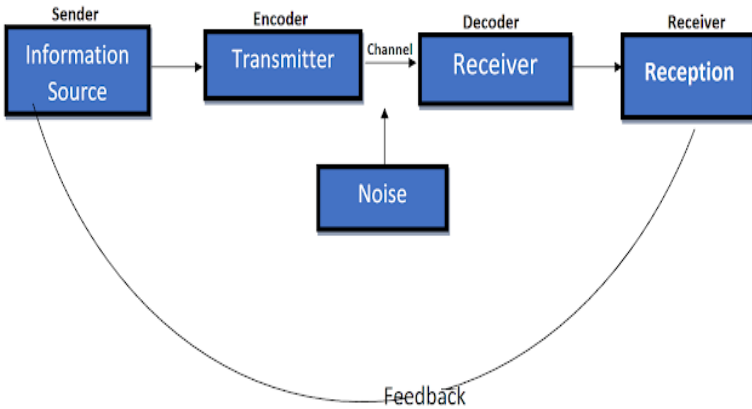 Sender
Encoder
Decoder
Receiver
Information
Source
Transmitter
Channel
Receiver
Reception
Noise
Feedback